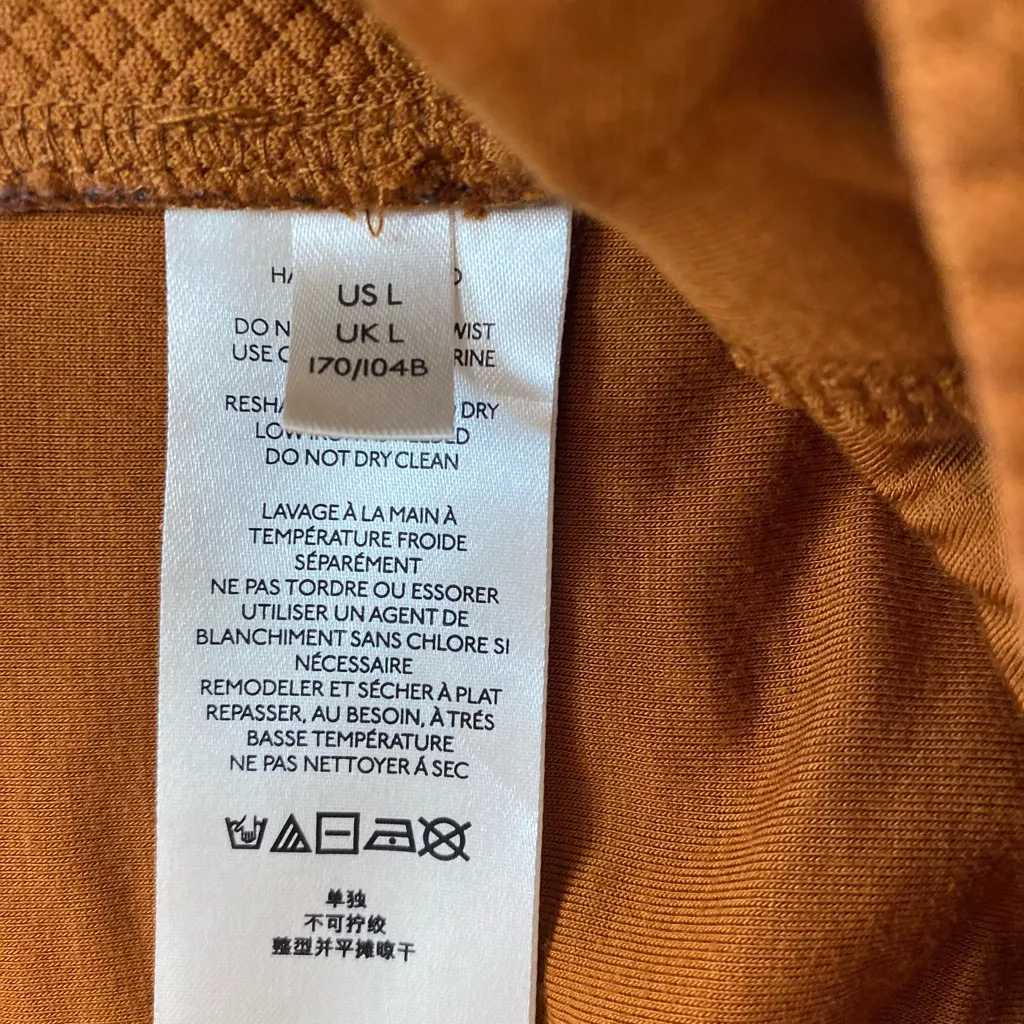 US L
UK L
170/104B
USE
DRY
DO NOT DRY CLEAN
LAVAGE À LA MAIN À
TEMPÉRATURE FROIDE
SÉPARÉMENT
NE PAS TORDRE OU ESSORER
UTILISER UN AGENT DE
BLANCHIMENT SANS CHLORE SI
NÉCESSAIRE
REMODELER ET SÉCHER À PLAT
REPASSER, AU BESOIN, À TRÉS
BASSE TEMPÉRATURE
NE PAS NETTOYER Á SEC
单独
不可拧绞
整型并平摊晾干